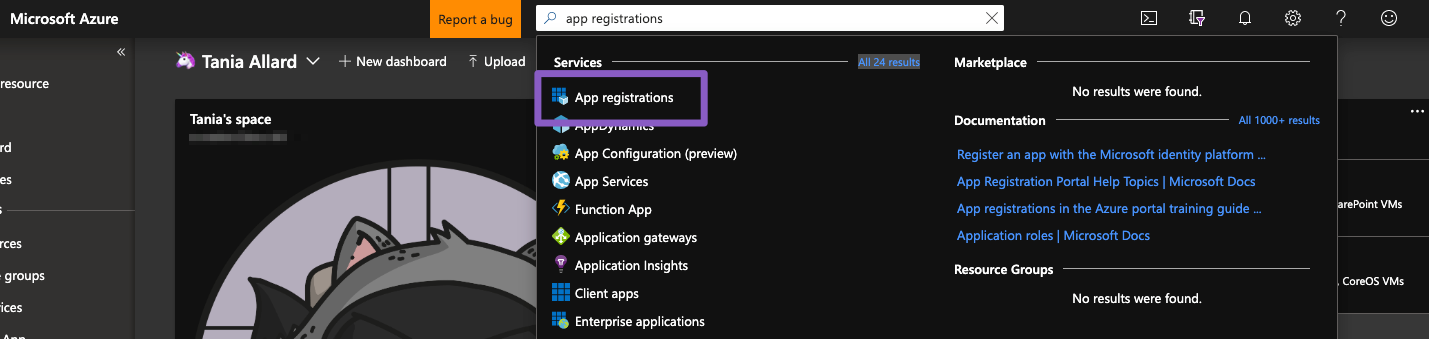 Microsoft Azure
Report a bug
app registrations
Tania Allard
New dashboard
Upload
resource
rd
es
s
rces
e groups
ices
App
Tania's space
Services
All 24 results
App registrations
AppDynamics
App Configuration (preview)
App Services
Function App
Application gateways
Application Insights
Client apps
Enterprise applications
Marketplace
No results were found.
Documentation
All 1000+ results
Register an app with the Microsoft identity platform ...
App Registration Portal Help Topics | Microsoft Docs
App registrations in the Azure portal training guide ...
Application roles | Microsoft Docs
Resource Groups
No results were found.
arePoint VMs
, CoreOS VMs